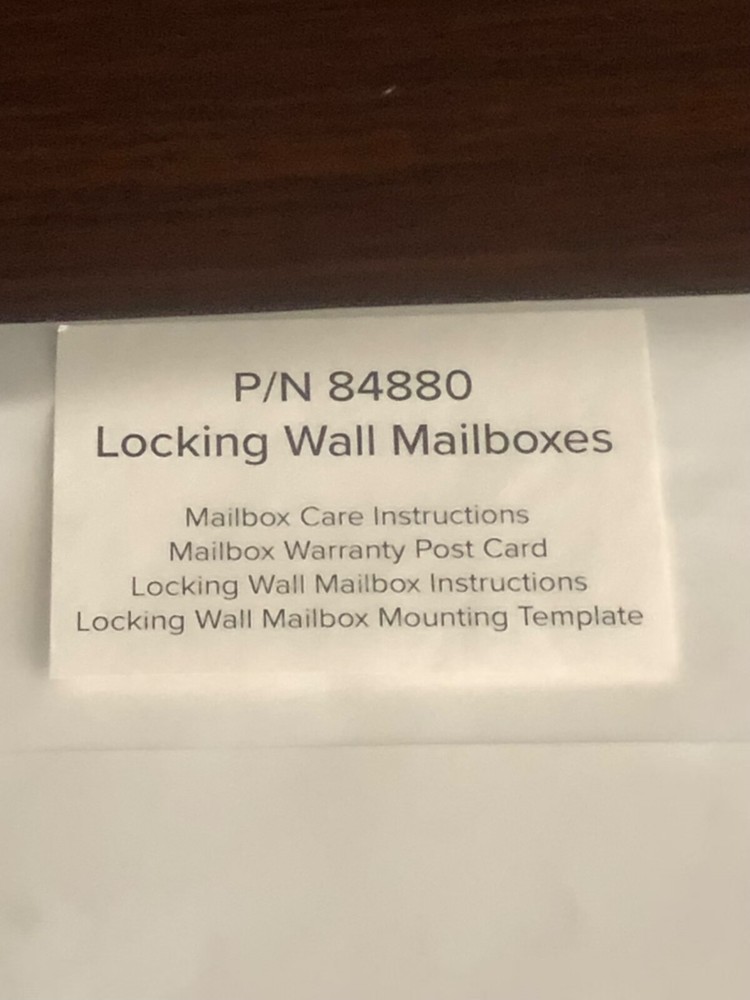 P/N 84880
Locking Wall Mailboxes
Mailbox Care Instructions
Mailbox Warranty Post Card
Locking Wall Mailbox Instructions
Locking Wall Mailbox Mounting Template